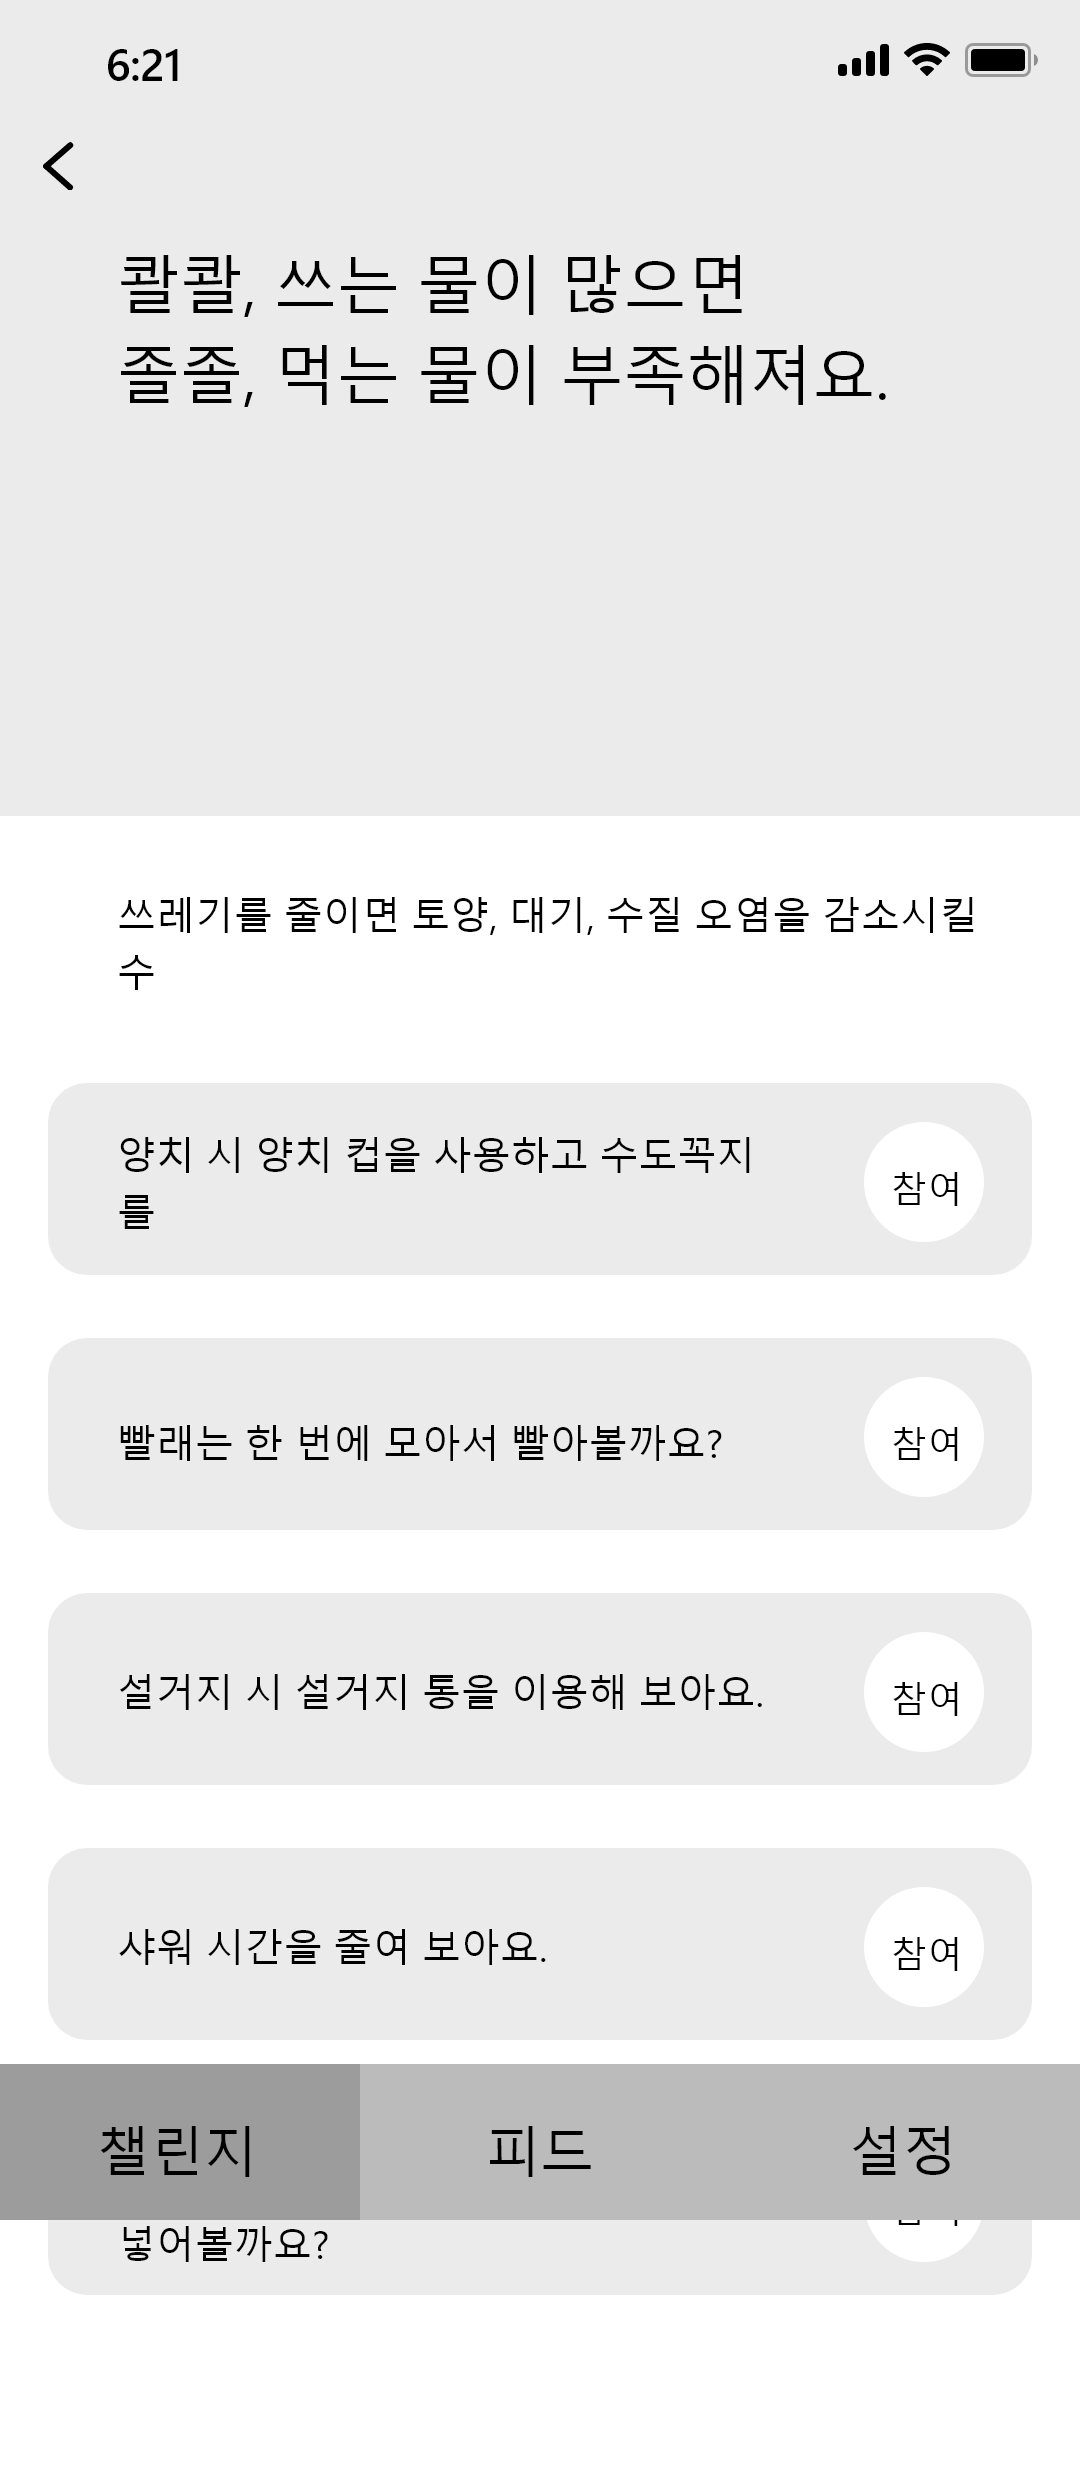 6:21
콸콸, 쓰는 물이 많으면
졸졸, 먹는 물이 부족해져요.
쓰레기를 줄이면 토양, 대기, 수질 오염을 감소시킬
수
양치 시 양치 컵을 사용하고 수도꼭지
를
참여
빨래는 한 번에 모아서 빨아볼까요?
참여
설거지 시 설거지 통을 이용해 보아요.
참여
샤워 시간을 줄여 보아요.
참여
챌린지
피드
설정
넣어볼까요?